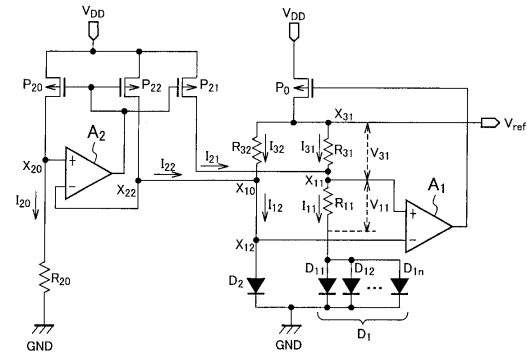 VDD VDD
P20 P22 P21 P0
X31 Vref
A2 R32 I32 I31 R31 V31
X20 I22 I21
X22 X10 X11 A1
I20 I12 I11 R11 V11
X12
R20 D2 D11 D12 ... D1n
GND GND D1
+ - + -